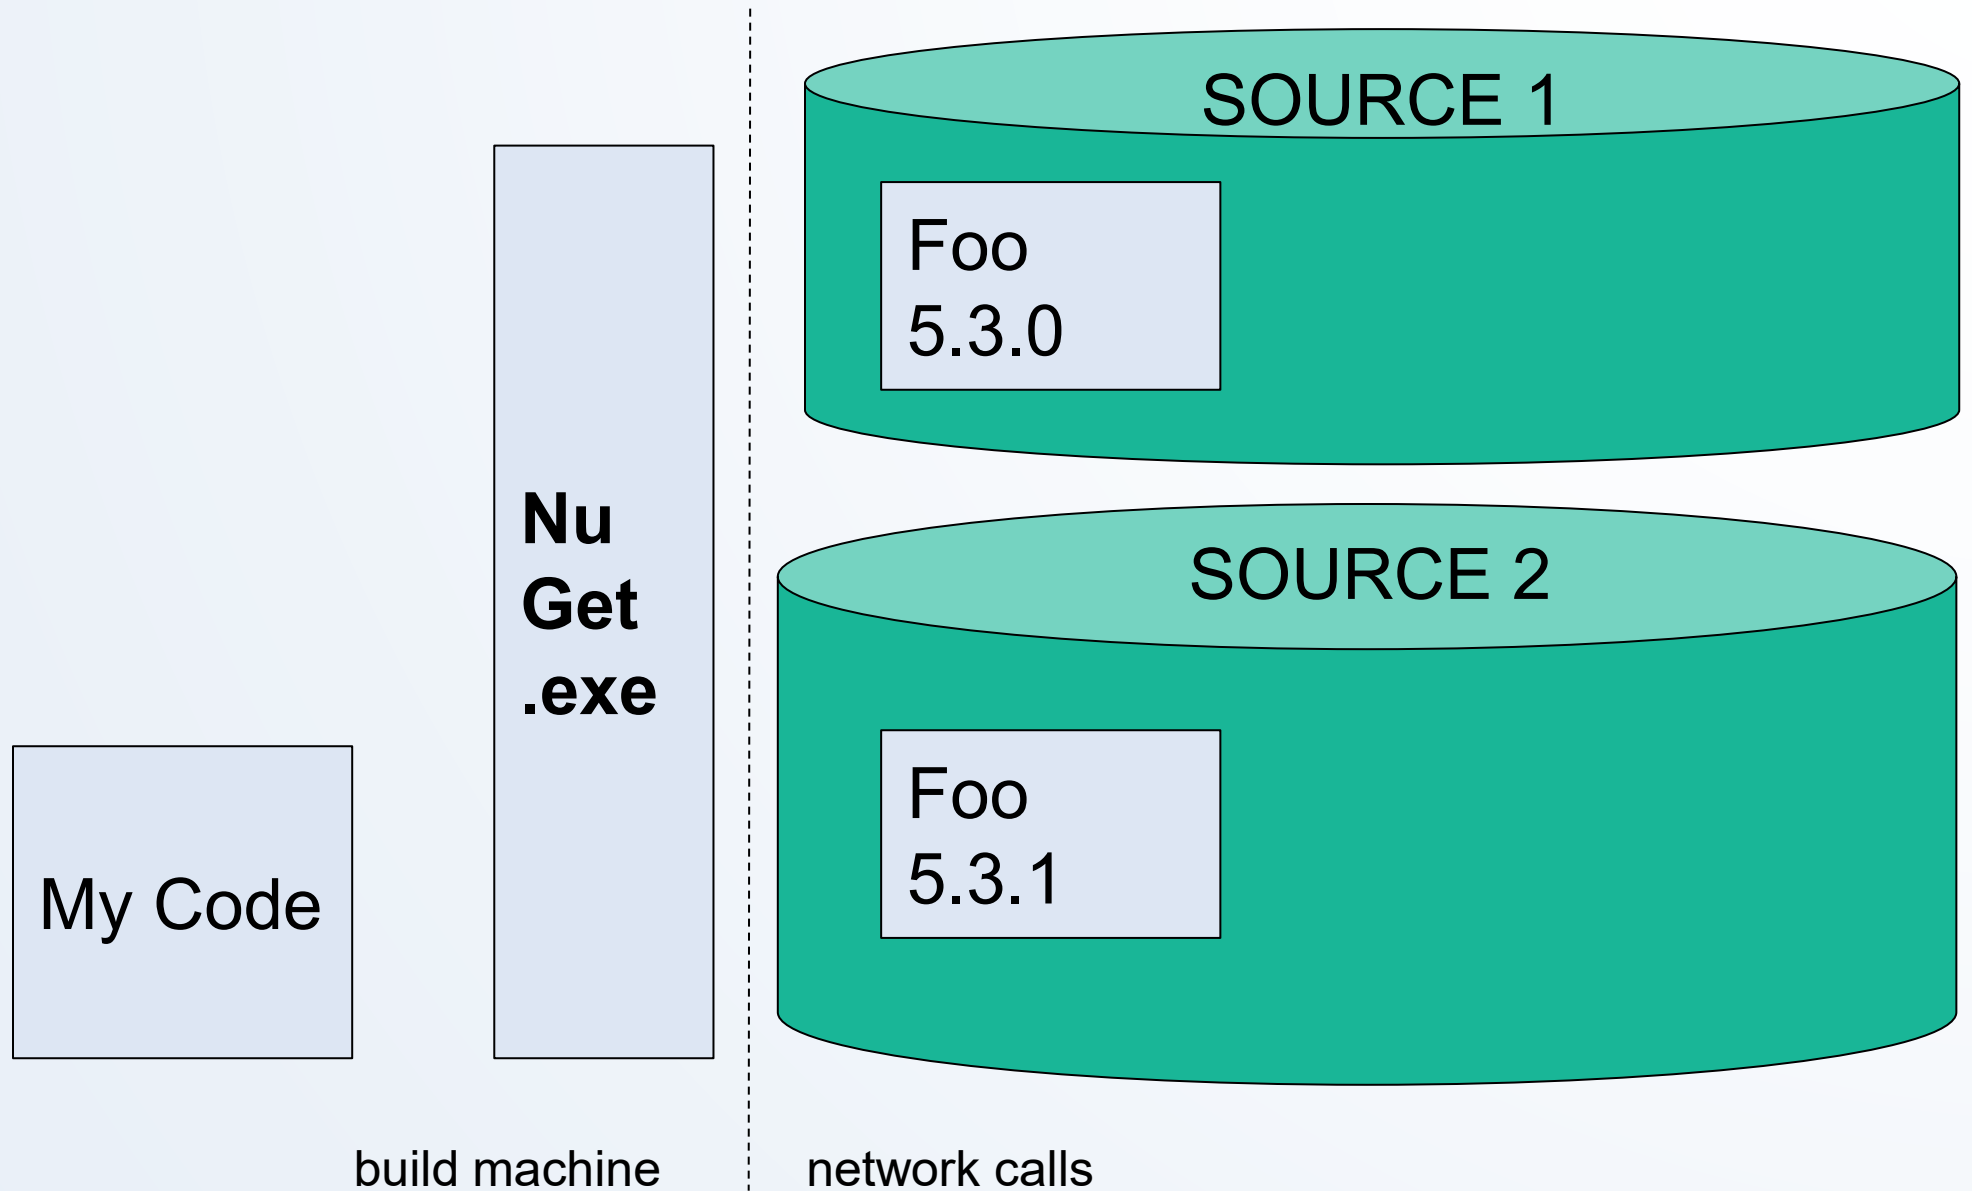 SOURCE 1
Foo
5.3.0
Nu
Get
.exe
SOURCE 2
Foo
5.3.1
My Code
build machine
network calls